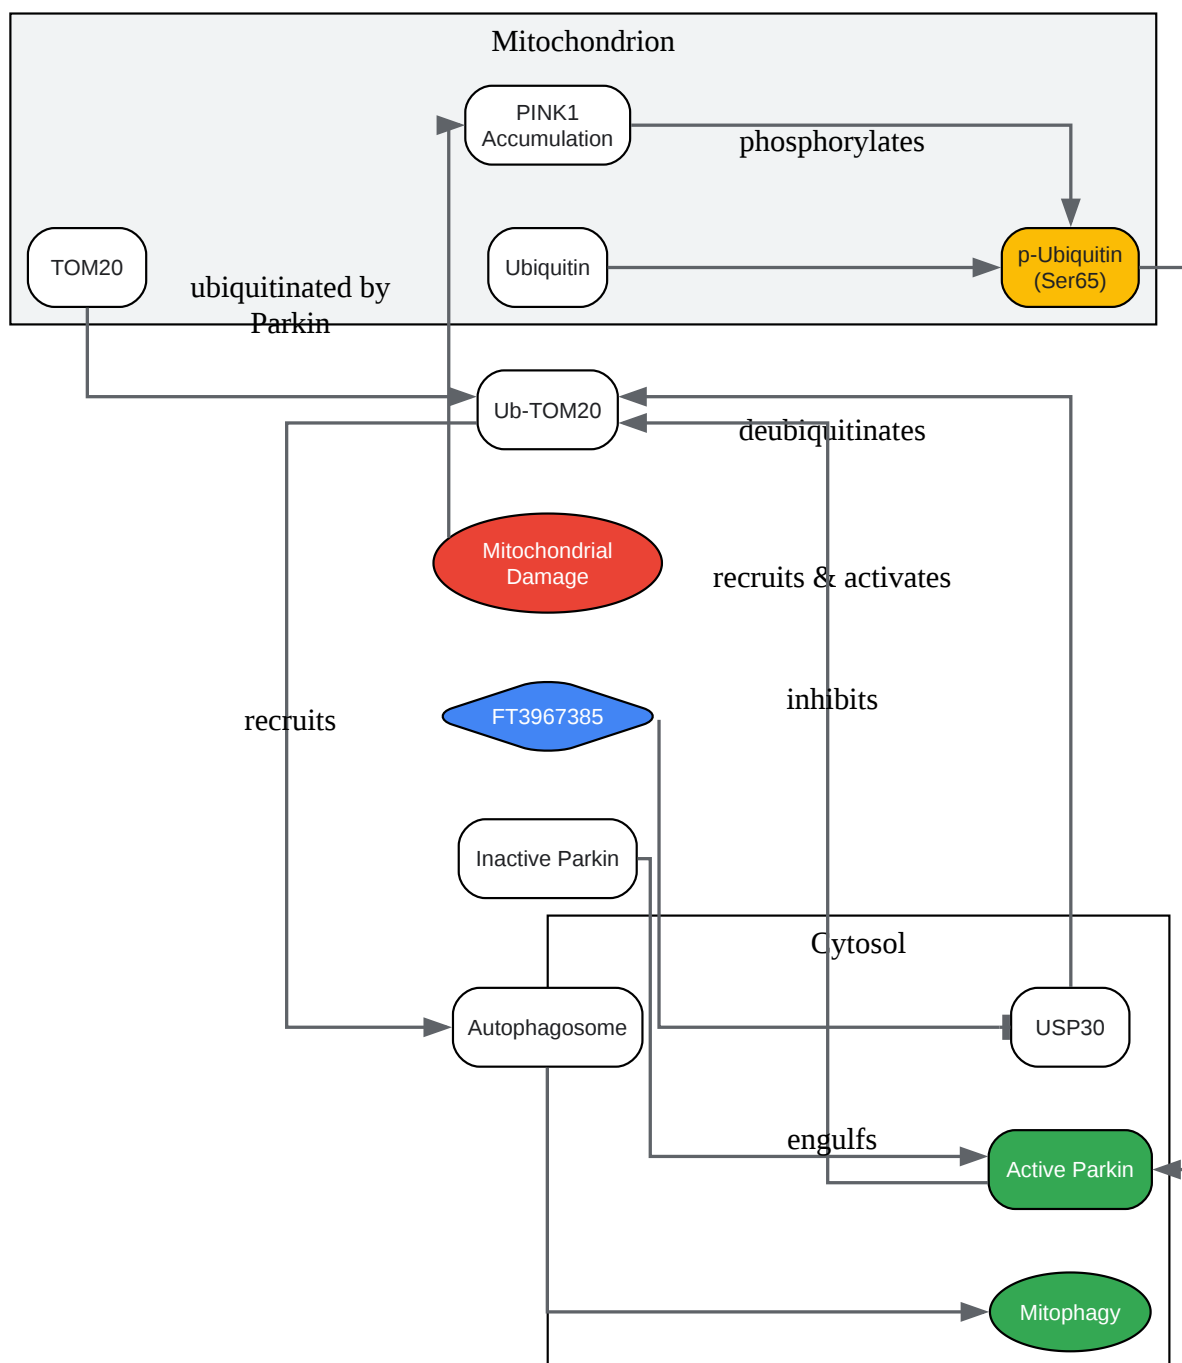 Mitochondrion
PINK1
Accumulation
phosphorylates
TOM20
ubiquitinated by
Parkin
Ubiquitin
p-Ubiquitin
(Ser65)
Ub-TOM20
deubiquitinates
Mitochondrial
Damage
recruits & activates
FT3967385
inhibits
recruits
Inactive Parkin
Cytosol
Autophagosome
USP30
engulfs
Active Parkin
Mitophagy